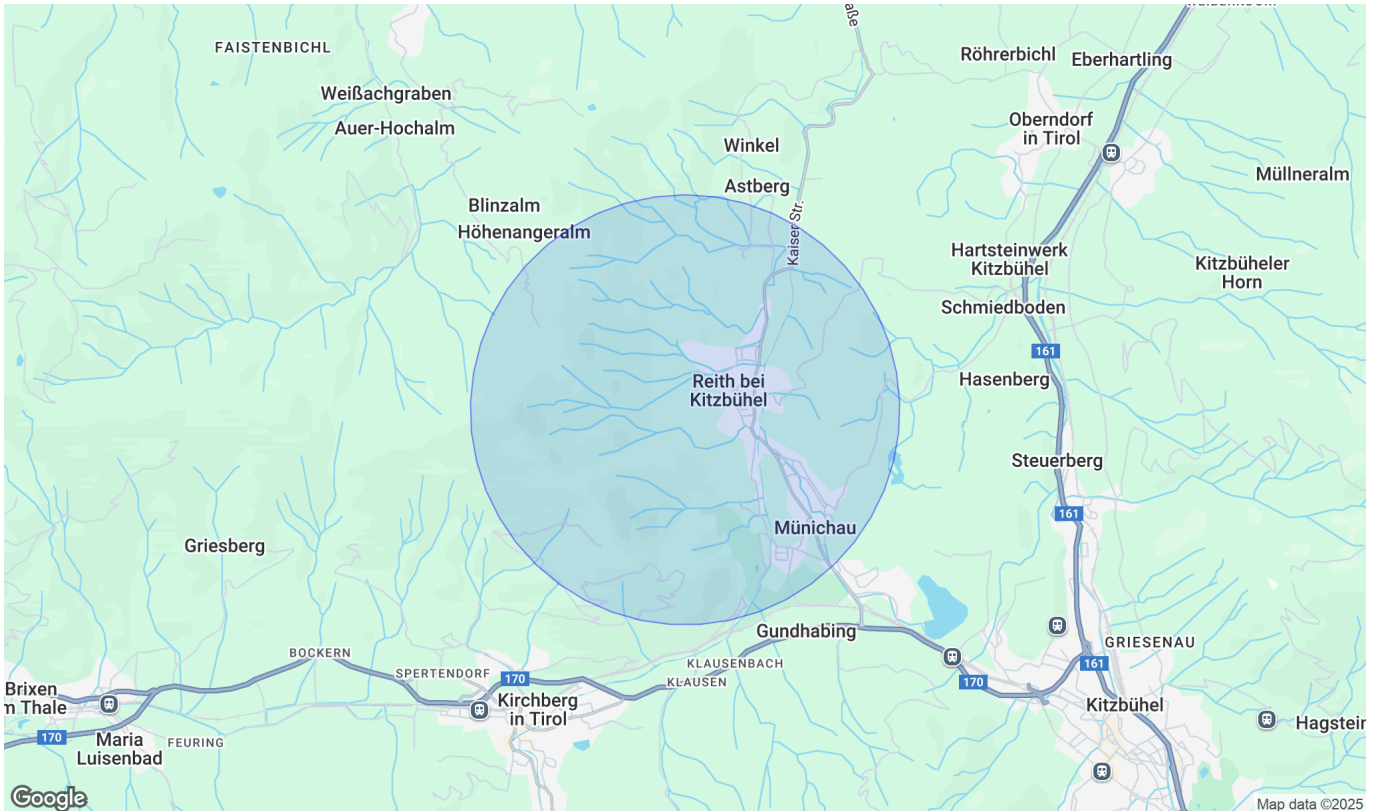 WEIBERNDORF
aße
FAISTENBICHL
Röhrerbichl
Eberhartling
Weißachgraben
Auer-Hochalm
Oberndorf
in Tirol
Winkel
Müllneralm
Astberg
Blinzalm
Höhenangeralm
Kaiser Str.
Hartsteinwerk
Kitzbühel
Kitzbüheler
Horn
Schmiedboden
161
Reith bei
Kitzbühel
Hasenberg
Steuerberg
161
Münichau
Griesberg
Gundhabing
GRIESENAU
BOCKERN
KLAUSENBACH
161
SPERTENDORF
170
KLAUSEN
170
Brixen
m Thale
Kirchberg
in Tirol
Kitzbühel
Hagstein
170
Maria
Luisenbad
FEURING
Google
Map data ©2025